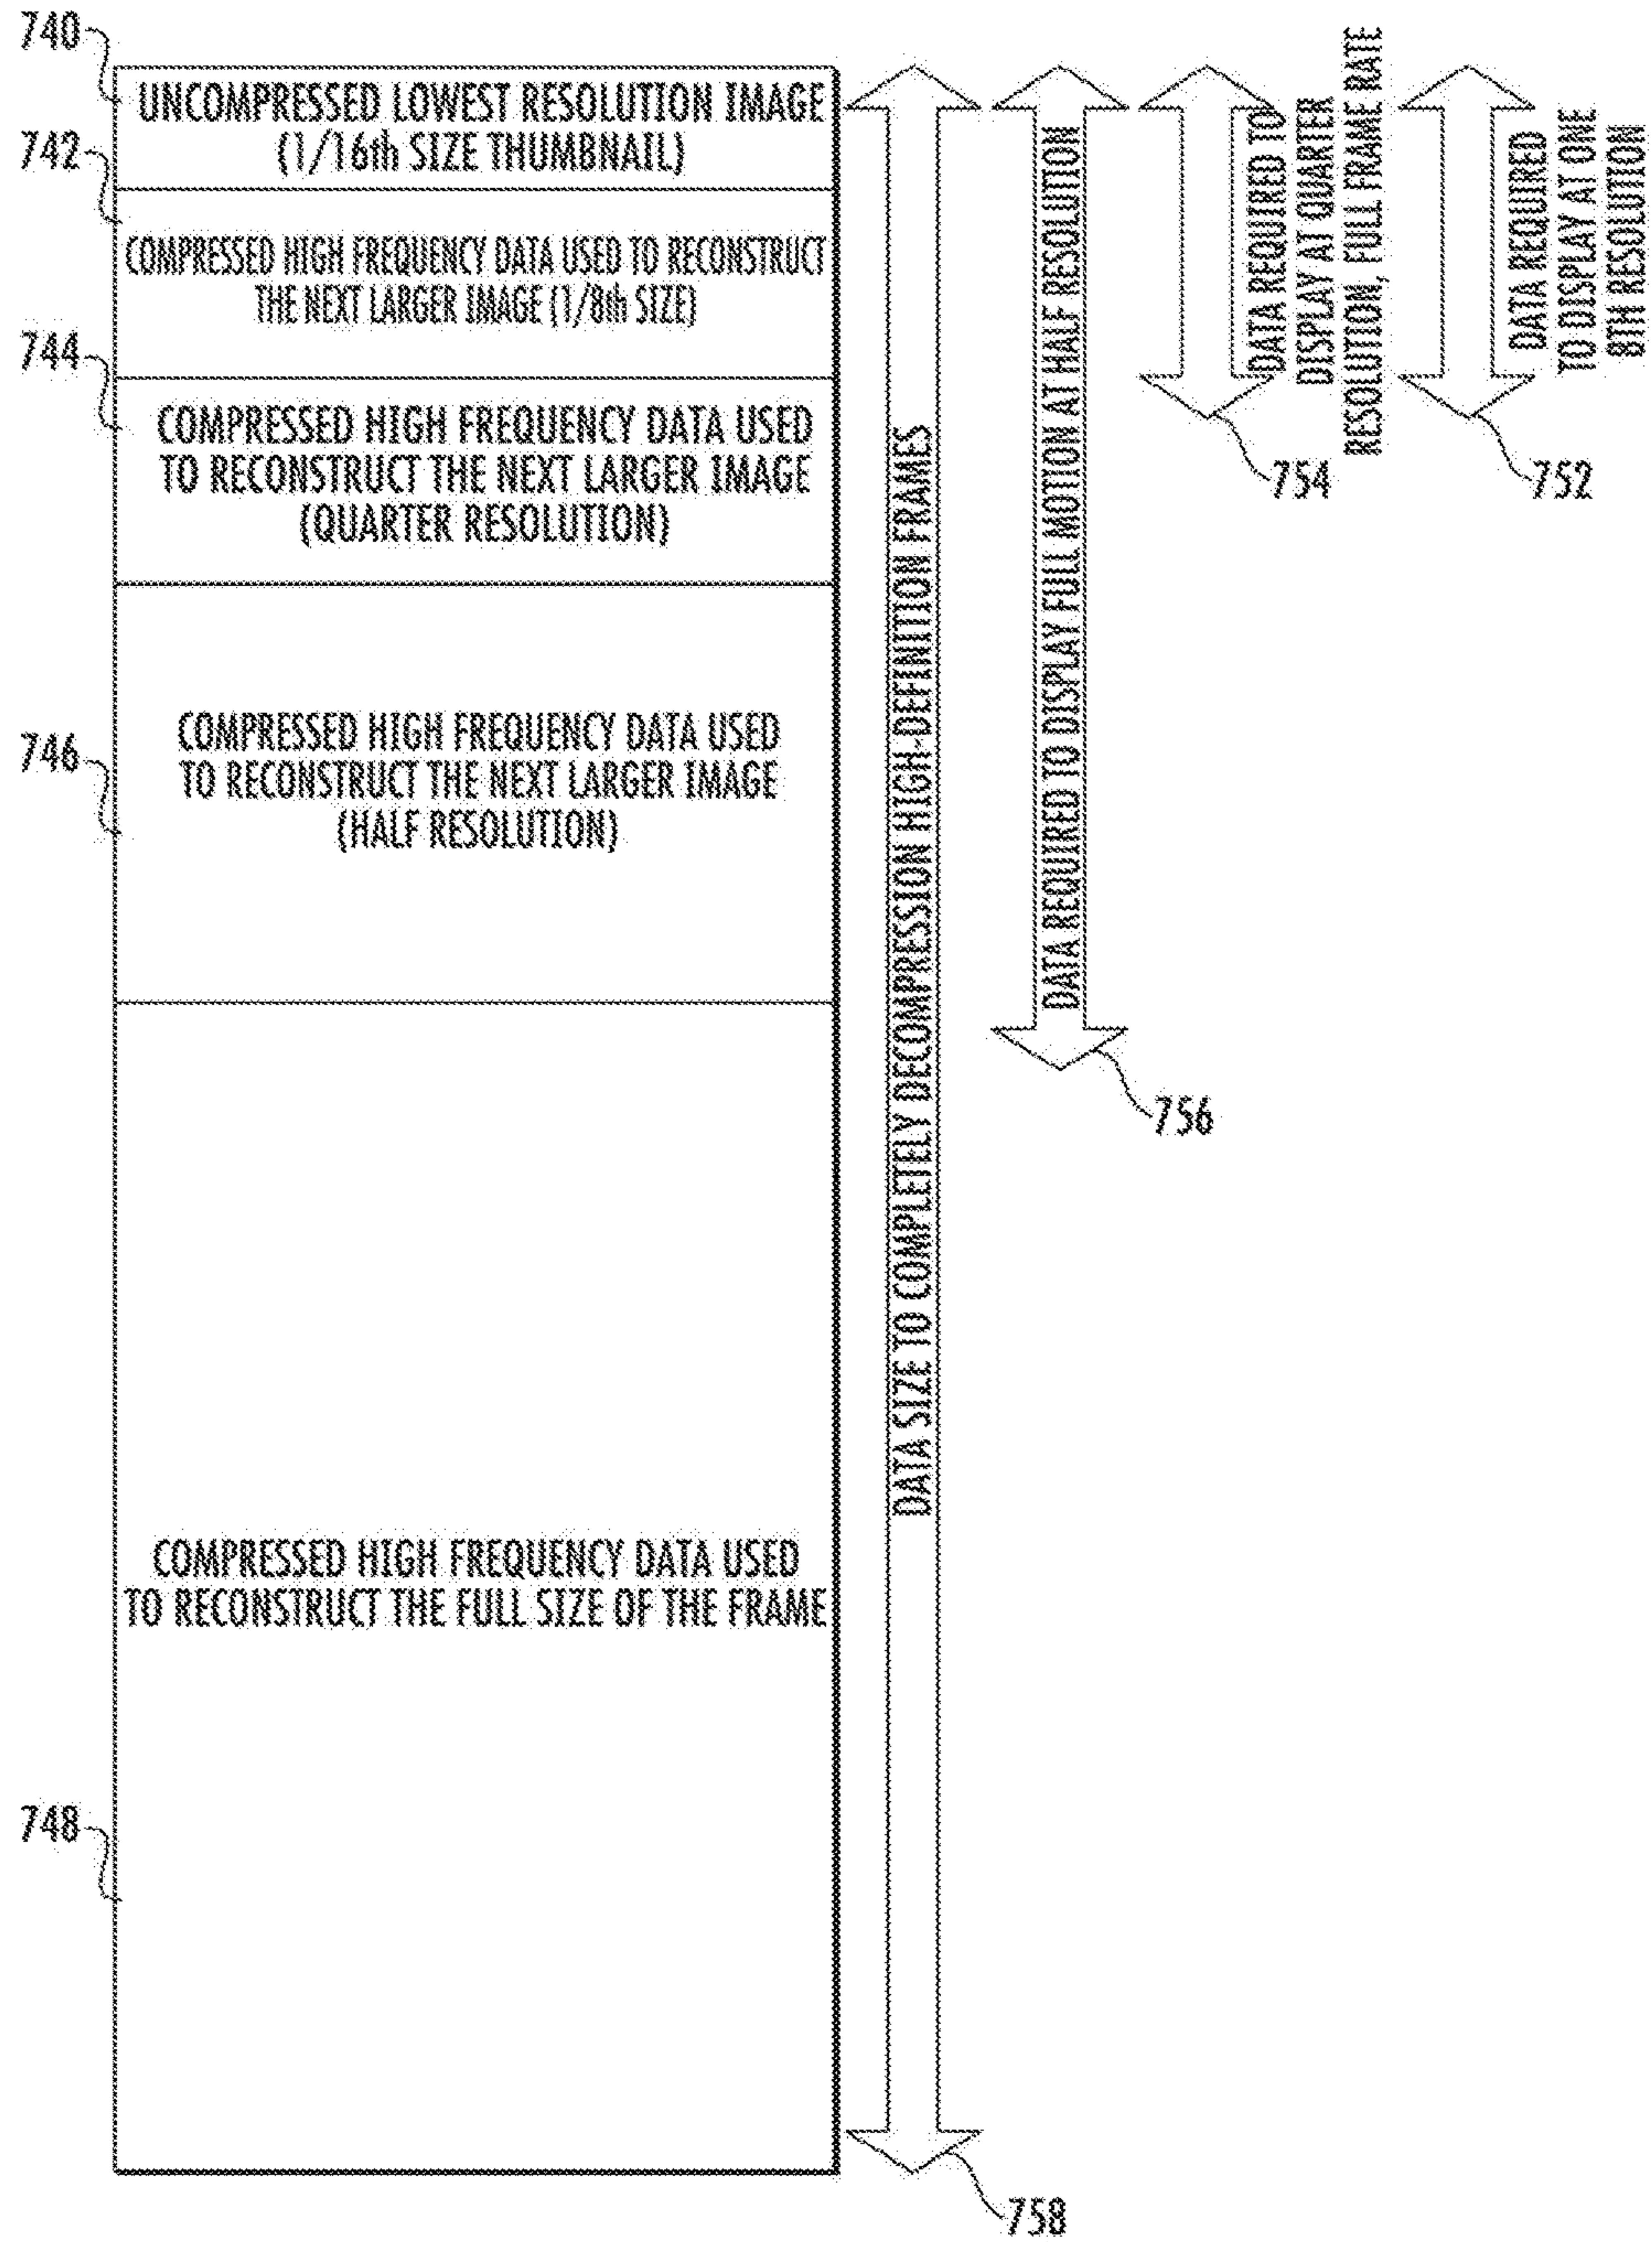 740
UNCOMPRESSED LOWEST RESOLUTION IMAGE
(1/16th SIZE THUMBNAIL)
742
COMPRESSED HIGH FREQUENCY DATA USED TO RECONSTRUCT
THE NEXT LARGER IMAGE (1/8th SIZE)
744
COMPRESSED HIGH FREQUENCY DATA USED
TO RECONSTRUCT THE NEXT LARGER IMAGE
(QUARTER RESOLUTION)
746
COMPRESSED HIGH FREQUENCY DATA USED
TO RECONSTRUCT THE NEXT LARGER IMAGE
(HALF RESOLUTION)
748
COMPRESSED HIGH FREQUENCY DATA USED
TO RECONSTRUCT THE FULL SIZE OF THE FRAME
DATA SIZE TO COMPLETELY DECOMPRESSION HIGH-DEFINITION FRAMES
758
DATA REQUIRED TO DISPLAY FULL MOTION AT HALF RESOLUTION
756
DATA REQUIRED TO
DISPLAY AT QUARTER
RESOLUTION, FULL FRAME RATE
754
DATA REQUIRED
TO DISPLAY AT ONE
8TH RESOLUTION
752